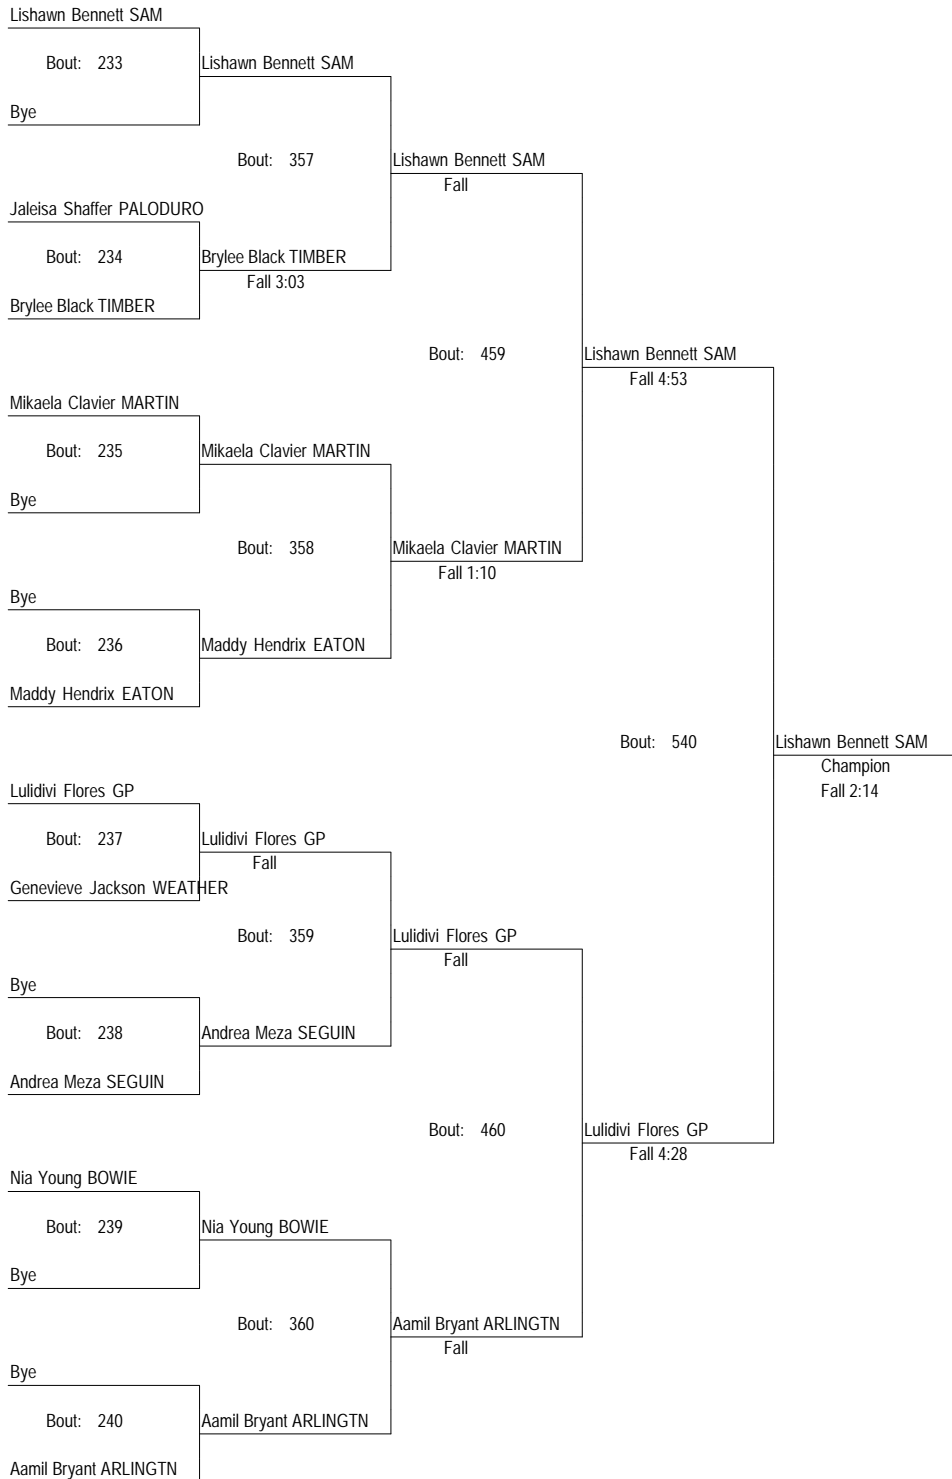 Lishawn Bennett SAM
Bout: 233
Lishawn Bennett SAM
Bye
Bout: 357
Lishawn Bennett SAM
Fall
Jaleisa Shaffer PALODURO
Bout: 234
Brylee Black TIMBER
Fall 3:03
Brylee Black TIMBER
Bout: 459
Lishawn Bennett SAM
Fall 4:53
Mikaela Clavier MARTIN
Bout: 235
Mikaela Clavier MARTIN
Bye
Bout: 358
Mikaela Clavier MARTIN
Fall 1:10
Bye
Bout: 236
Maddy Hendrix EATON
Maddy Hendrix EATON
Bout: 540
Lishawn Bennett SAM
Champion
Fall 2:14
Lulidivi Flores GP
Bout: 237
Lulidivi Flores GP
Fall
Genevieve Jackson WEATHER
Bout: 359
Lulidivi Flores GP
Fall
Bye
Bout: 238
Andrea Meza SEGUIN
Andrea Meza SEGUIN
Bout: 460
Lulidivi Flores GP
Fall 4:28
Nia Young BOWIE
Bout: 239
Nia Young BOWIE
Bye
Bout: 360
Aamil Bryant ARLINGTN
Fall
Bye
Bout: 240
Aamil Bryant ARLINGTN
Aamil Bryant ARLINGTN